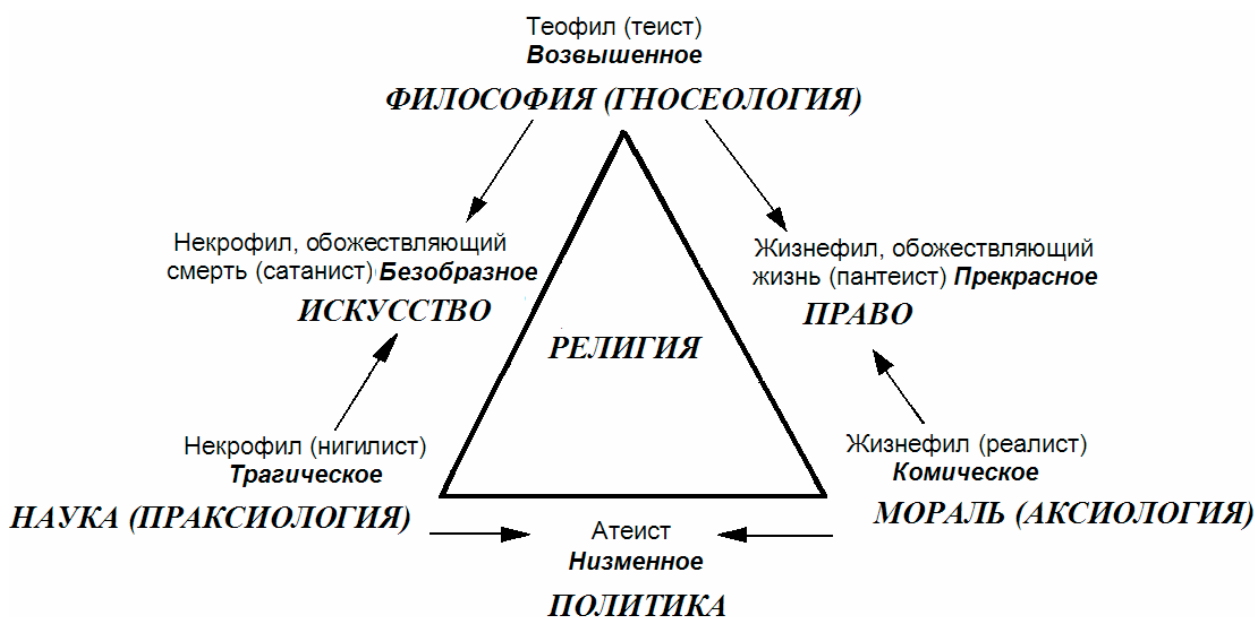 Теофил (теист)
Возвышенное
ФИЛОСОФИЯ (ГНОСЕОЛОГИЯ)
Некрофил, обожествляющий
смерть (сатанист) Безобразное
ИСКУССТВО
Жизнефил, обожествляющий
жизнь (пантеист) Прекрасное
ПРАВО
РЕЛИГИЯ
Некрофил (нигилист)
Трагическое
НАУКА (ПРАКСИОЛОГИЯ)
Жизнефил (реалист)
Комическое
МОРАЛЬ (АКСИОЛОГИЯ)
Атеист
Низменное
ПОЛИТИКА